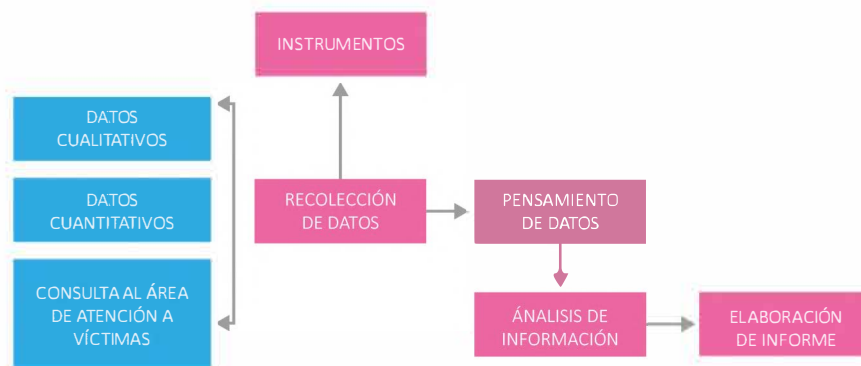 INSTRUMENTOS
DATOS
CUALITATIVOS
DATOS
CUANTITATIVOS
CONSULTA AL ÁREA
DE ATENCIÓN A
VÍCTIMAS
RECOLECCIÓN
DE DATOS
PENSAMIENTO
DE DATOS
ÁNALISIS DE
INFORMACIÓN
ELABORACIÓN
DE INFORME